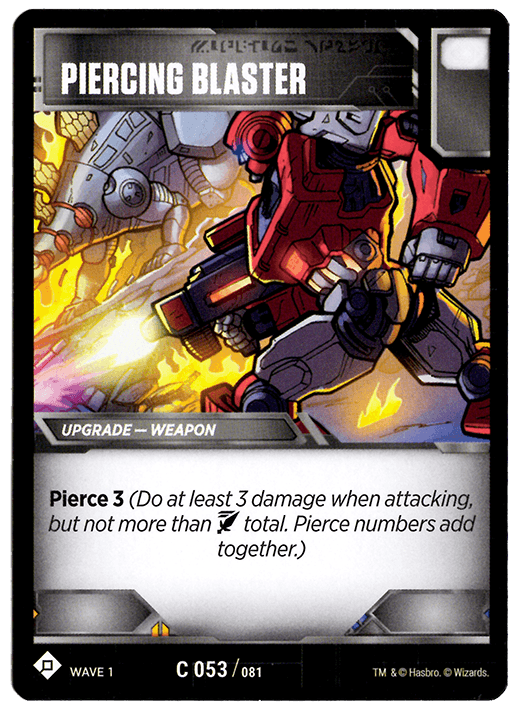 PIERCING BLASTER
UPGRADE — WEAPON
Pierce 3 (Do at least 3 damage when attacking,
but not more than total. Pierce numbers add
together.)
WAVE 1
C 053 / 081
TM & © Hasbro. © Wizards.